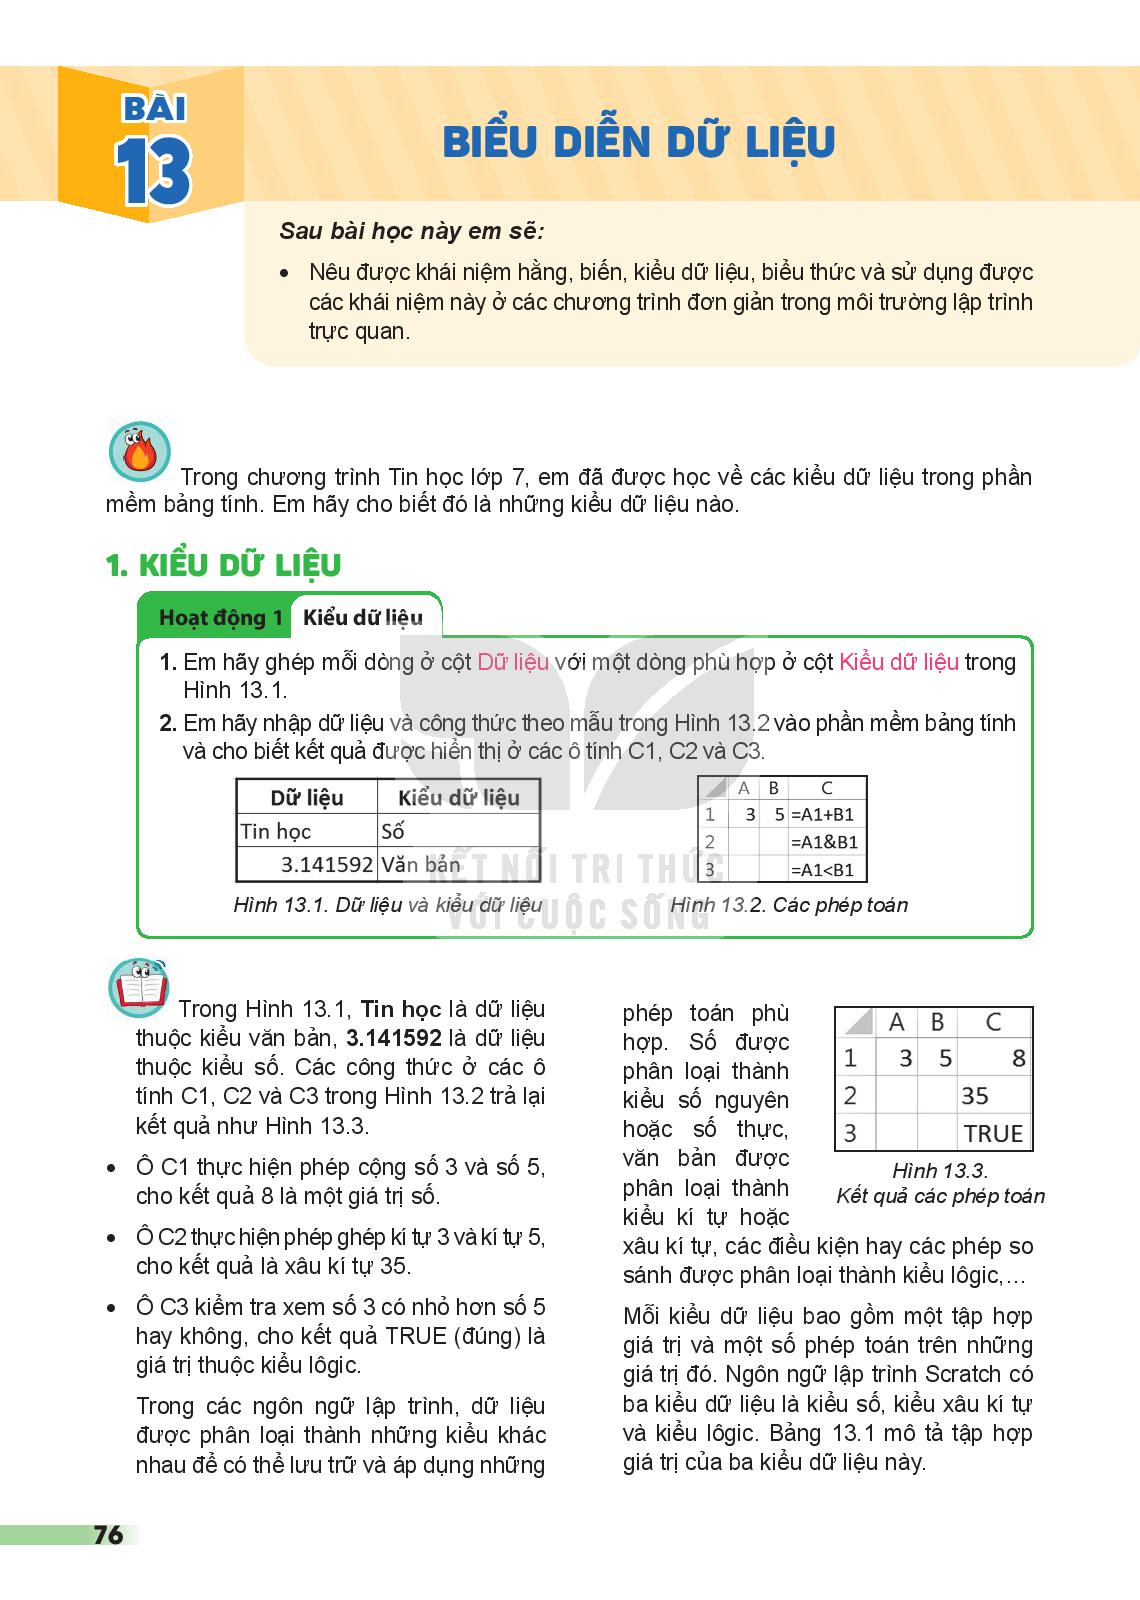 BÀI
13
BIỂU DIỄN DỮ LIỆU
Sau bài học này em sẽ:
• Nêu được khái niệm hằng, biến, kiểu dữ liệu, biểu thức và sử dụng được
các khái niệm này ở các chương trình đơn giản trong môi trường lập trình
trực quan.
Trong chương trình Tin học lớp 7, em đã được học về các kiểu dữ liệu trong phần
mềm bảng tính. Em hãy cho biết đó là những kiểu dữ liệu nào.
1. KIỂU DỮ LIỆU
Hoạt động 1 Kiểu dữ liệu
1. Em hãy ghép mỗi dòng ở cột Dữ liệu với một dòng phù hợp ở cột Kiểu dữ liệu trong
Hình 13.1.
2. Em hãy nhập dữ liệu và công thức theo mẫu trong Hình 13.2 vào phần mềm bảng tính
và cho biết kết quả được hiển thị ở các ô tính C1, C2 và C3.
Dữ liệu Kiểu dữ liệu
Tin học Số
3.141592 Văn bản
Hình 13.1. Dữ liệu và kiểu dữ liệu
A B C
1 3 5 =A1+B1
2 =A1&B1
3 =A1<B1
Hình 13.2. Các phép toán
KẾT NỐI TRI THỨC
VỚI CUỘC SỐNG
Trong Hình 13.1, Tin học là dữ liệu
thuộc kiểu văn bản, 3.141592 là dữ liệu
thuộc kiểu số. Các công thức ở các ô
tính C1, C2 và C3 trong Hình 13.2 trả lại
kết quả như Hình 13.3.
• Ô C1 thực hiện phép cộng số 3 và số 5,
cho kết quả 8 là một giá trị số.
• Ô C2 thực hiện phép ghép kí tự 3 và kí tự 5,
cho kết quả là xâu kí tự 35.
• Ô C3 kiểm tra xem số 3 có nhỏ hơn số 5
hay không, cho kết quả TRUE (đúng) là
giá trị thuộc kiểu lôgic.
Trong các ngôn ngữ lập trình, dữ liệu
được phân loại thành những kiểu khác
nhau để có thể lưu trữ và áp dụng những
phép toán phù
hợp. Số được
phân loại thành
kiểu số nguyên
hoặc số thực,
văn bản được
phân loại thành
kiểu kí tự hoặc
xâu kí tự, các điều kiện hay các phép so
sánh được phân loại thành kiểu lôgic,...
A B C
1 3 5 8
2 35
3 TRUE
Hình 13.3.
Kết quả các phép toán
Mỗi kiểu dữ liệu bao gồm một tập hợp
giá trị và một số phép toán trên những
giá trị đó. Ngôn ngữ lập trình Scratch có
ba kiểu dữ liệu là kiểu số, kiểu xâu kí tự
và kiểu lôgic. Bảng 13.1 mô tả tập hợp
giá trị của ba kiểu dữ liệu này.
76